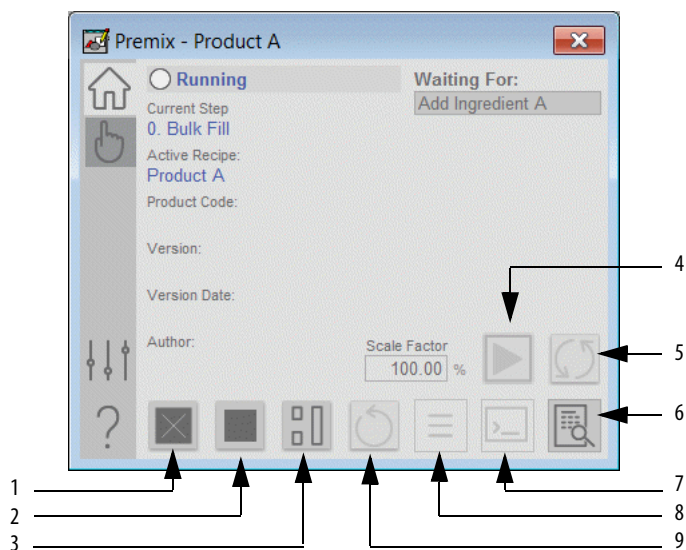 Premix - Product A
Running
Waiting For:
Add Ingredient A
Current Step
0. Bulk Fill
Active Recipe:
Product A
Product Code:
Version:
Version Date:
Author:
Scale Factor
100.00 %
4
5
6
7
8
9
1
2
3